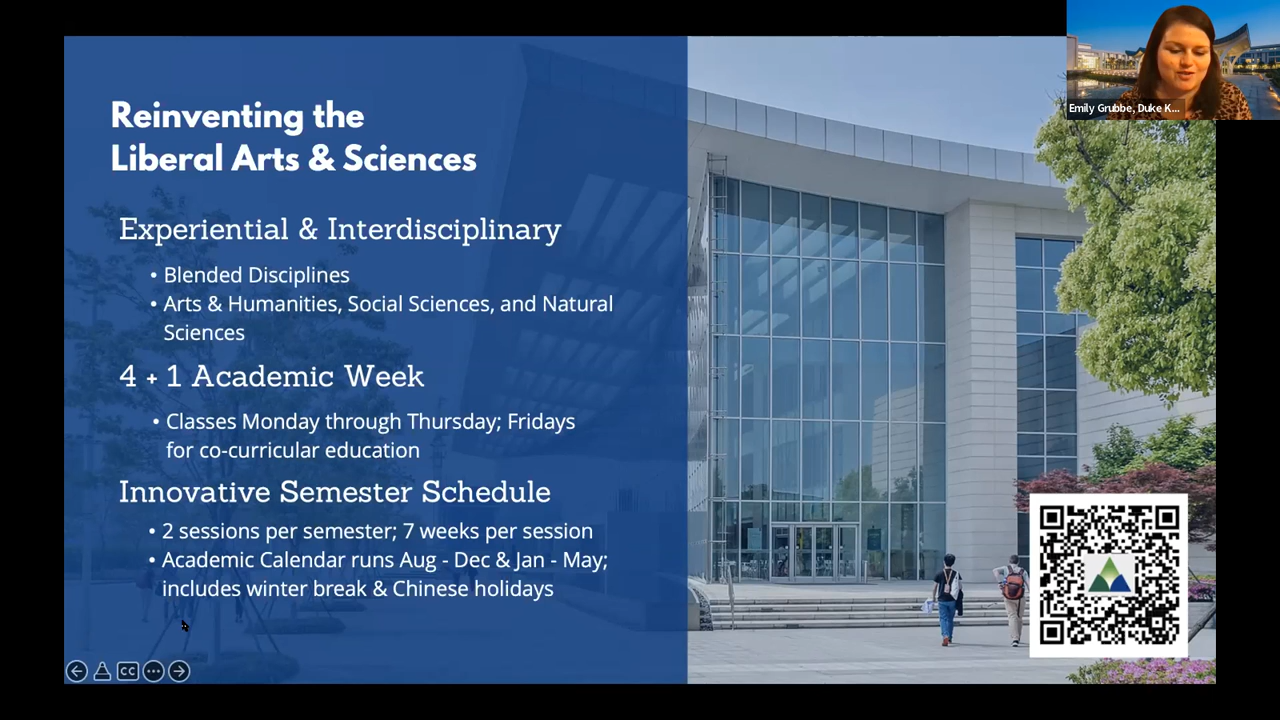 Reinventing the
Liberal Arts & Sciences
Experiential & Interdisciplinary
• Blended Disciplines
• Arts & Humanities, Social Sciences, and Natural
Sciences
4 + 1 Academic Week
• Classes Monday through Thursday; Fridays
for co-curricular education
Innovative Semester Schedule
• 2 sessions per semester; 7 weeks per session
• Academic Calendar runs Aug - Dec & Jan - May;
includes winter break & Chinese holidays
CC
Emily Grubbe, Duke K...